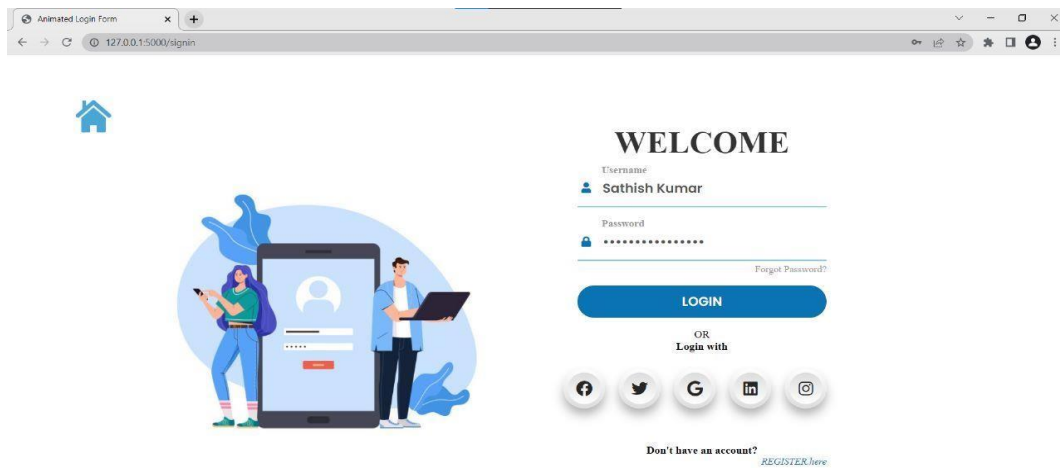 Animated Login Form
127.0.0.1:5000/signin
WELCOME
Username
Sathish Kumar
Password
••••••••••••••••
Forgot Password?
LOGIN
OR
Login with
Don't have an account?
REGISTER here